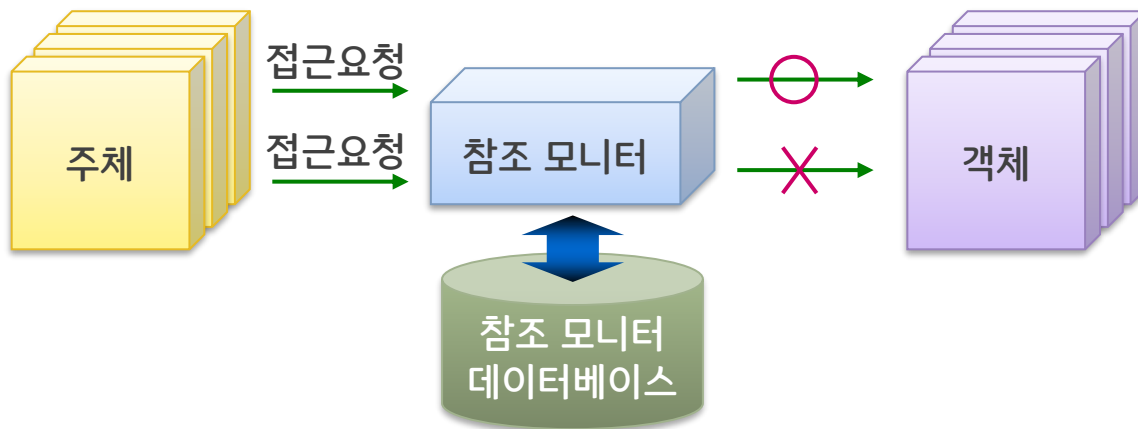 주체
접근요청
접근요청
참조 모니터
객체
참조 모니터
데이터베이스